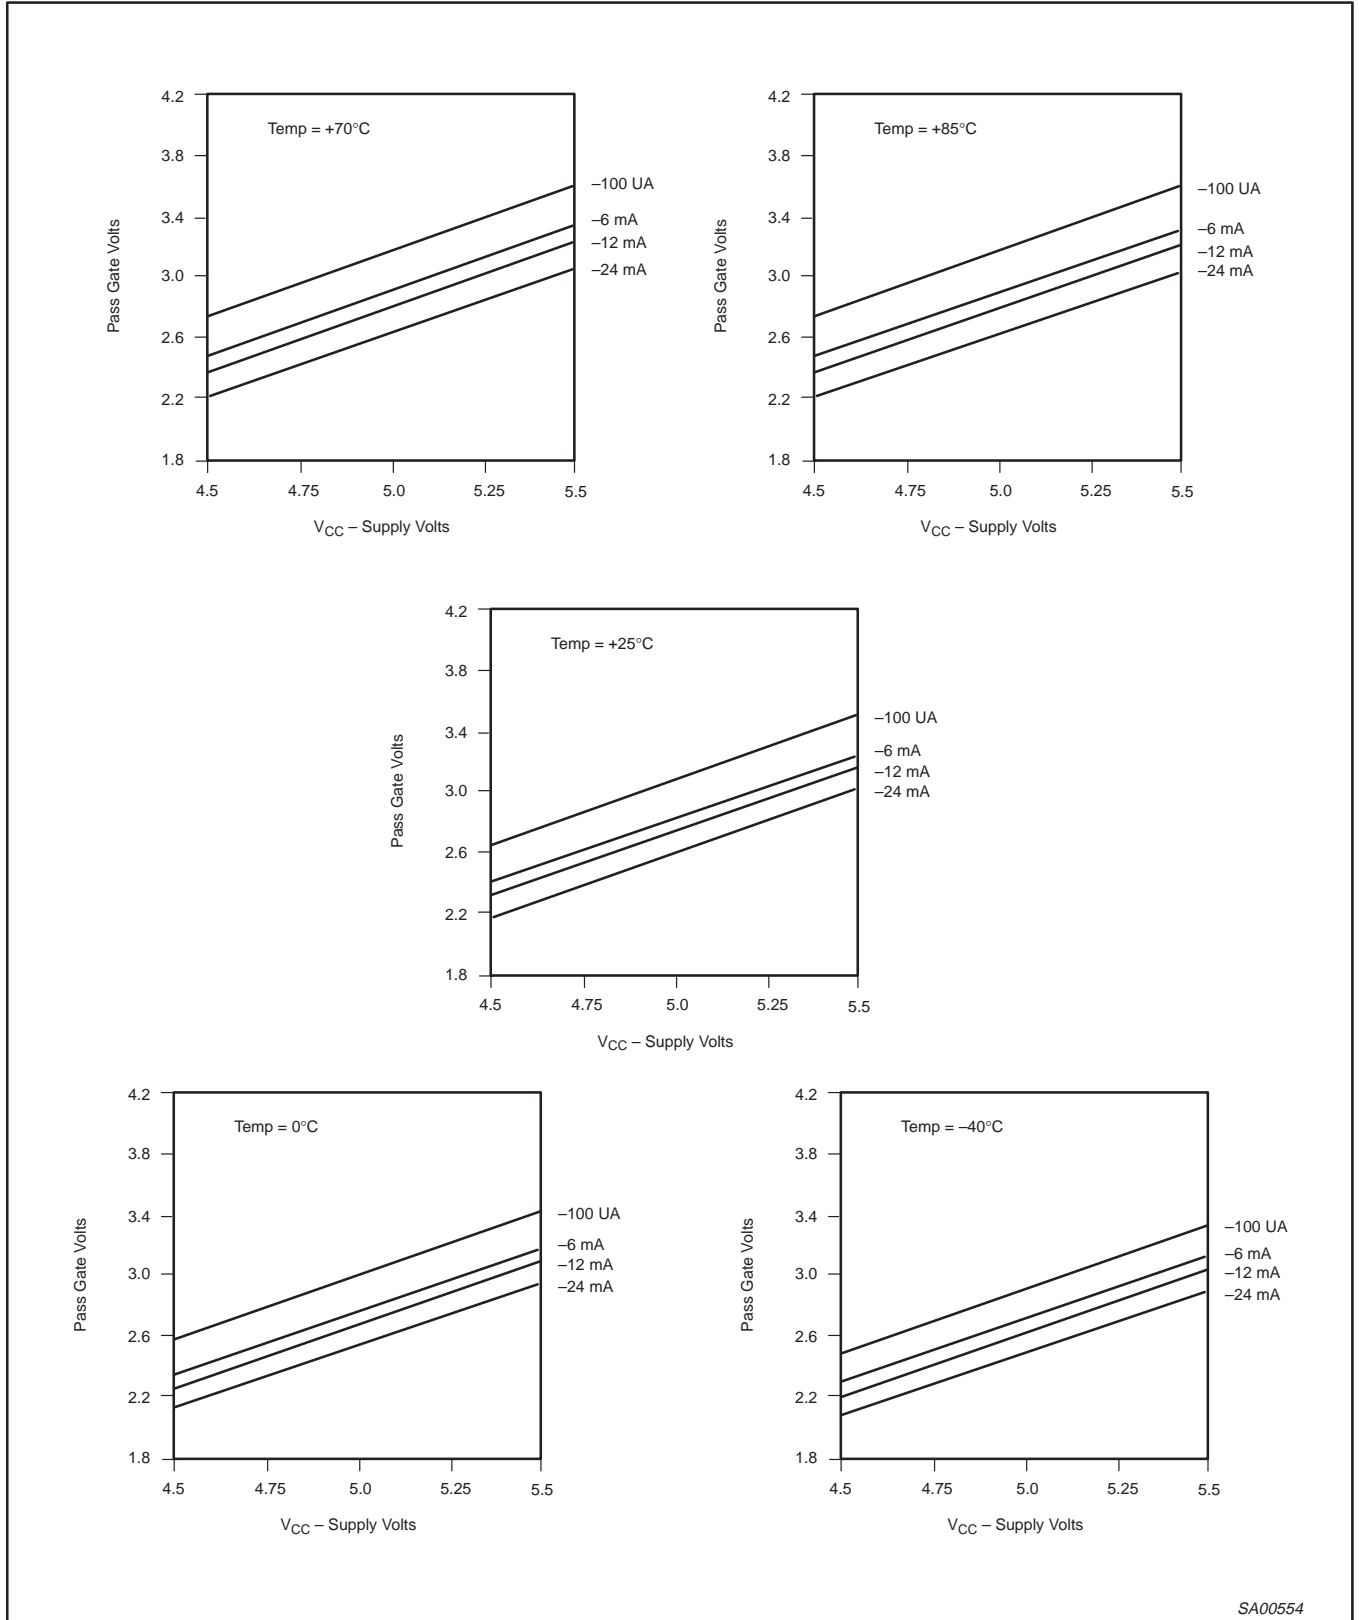 4.2
Temp = +70°C
3.8
–100 UA
3.4
–6 mA
–12 mA
3.0
–24 mA
2.6
2.2
1.8
4.5 4.75 5.0 5.25 5.5
Pass Gate Volts
VCC – Supply Volts
4.2
Temp = +85°C
3.8
–100 UA
3.4
–6 mA
–12 mA
3.0
–24 mA
2.6
2.2
1.8
4.5 4.75 5.0 5.25 5.5
Pass Gate Volts
VCC – Supply Volts
4.2
Temp = +25°C
3.8
–100 UA
3.4
–6 mA
–12 mA
3.0
–24 mA
2.6
2.2
1.8
4.5 4.75 5.0 5.25 5.5
Pass Gate Volts
VCC – Supply Volts
4.2
Temp = 0°C
3.8
3.4
–100 UA
–6 mA
–12 mA
3.0
–24 mA
2.6
2.2
1.8
4.5 4.75 5.0 5.25 5.5
Pass Gate Volts
VCC – Supply Volts
4.2
Temp = –40°C
3.8
3.4
–100 UA
–6 mA
–12 mA
3.0
–24 mA
2.6
2.2
1.8
4.5 4.75 5.0 5.25 5.5
Pass Gate Volts
VCC – Supply Volts
SA00554